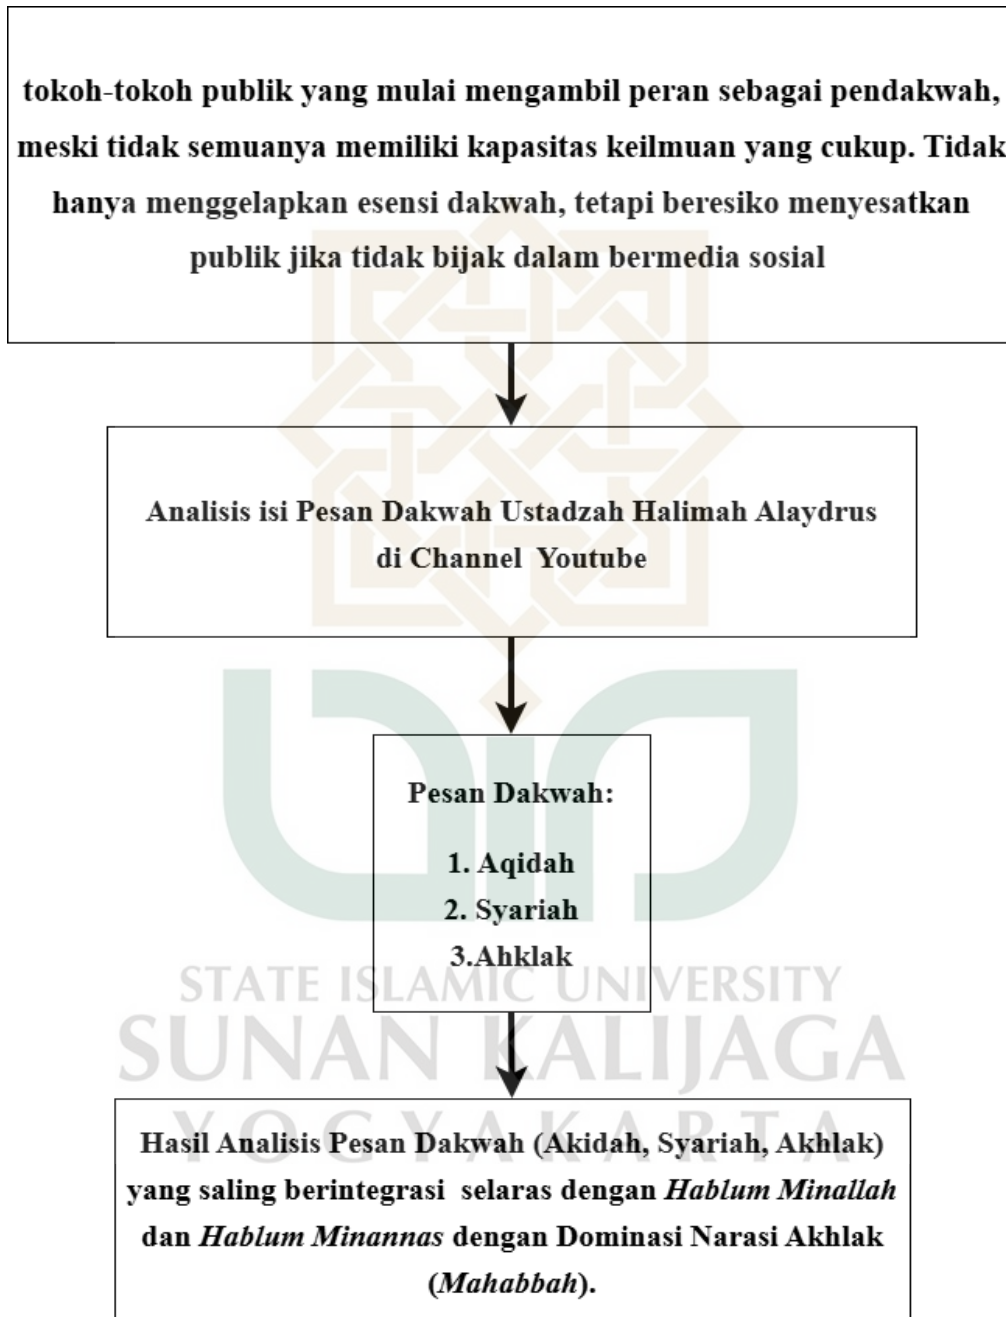 tokoh-tokoh publik yang mulai mengambil peran sebagai pendakwah,
meski tidak semuanya memiliki kapasitas keilmuan yang cukup. Tidak
hanya menggelapkan esensi dakwah, tetapi beresiko menyesatkan
publik jika tidak bijak dalam bermedia sosial
Analisis isi Pesan Dakwah Ustadzah Halimah Alaydrus
di Channel Youtube
Pesan Dakwah:
1. Aqidah
2. Syariah
3.Ahklak
STATE ISLAMIC UNIVERSITY
SUNAN KALIJAGA
YOGYAKARTA
Hasil Analisis Pesan Dakwah (Akidah, Syariah, Akhlak)
yang saling berintegrasi selaras dengan Hablum Minallah
dan Hablum Minannas dengan Dominasi Narasi Akhlak
(Mahabbah).